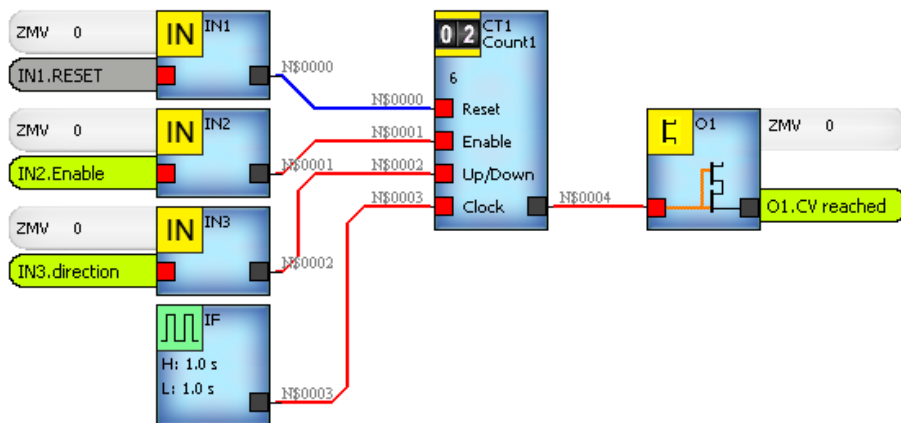 ZMV 0
IN
IN1
IN1.RESET
N$0000
ZMV 0
IN
IN2
IN2.Enable
N$0001
ZMV 0
IN
IN3
IN3.direction
N$0002
IF
H: 1.0 s
L: 1.0 s
N$0003
0 2
CT1
Count1
6
N$0000
Reset
N$0001
Enable
N$0002
Up/Down
N$0003
Clock
N$0004
O1
ZMV 0
O1.CV reached